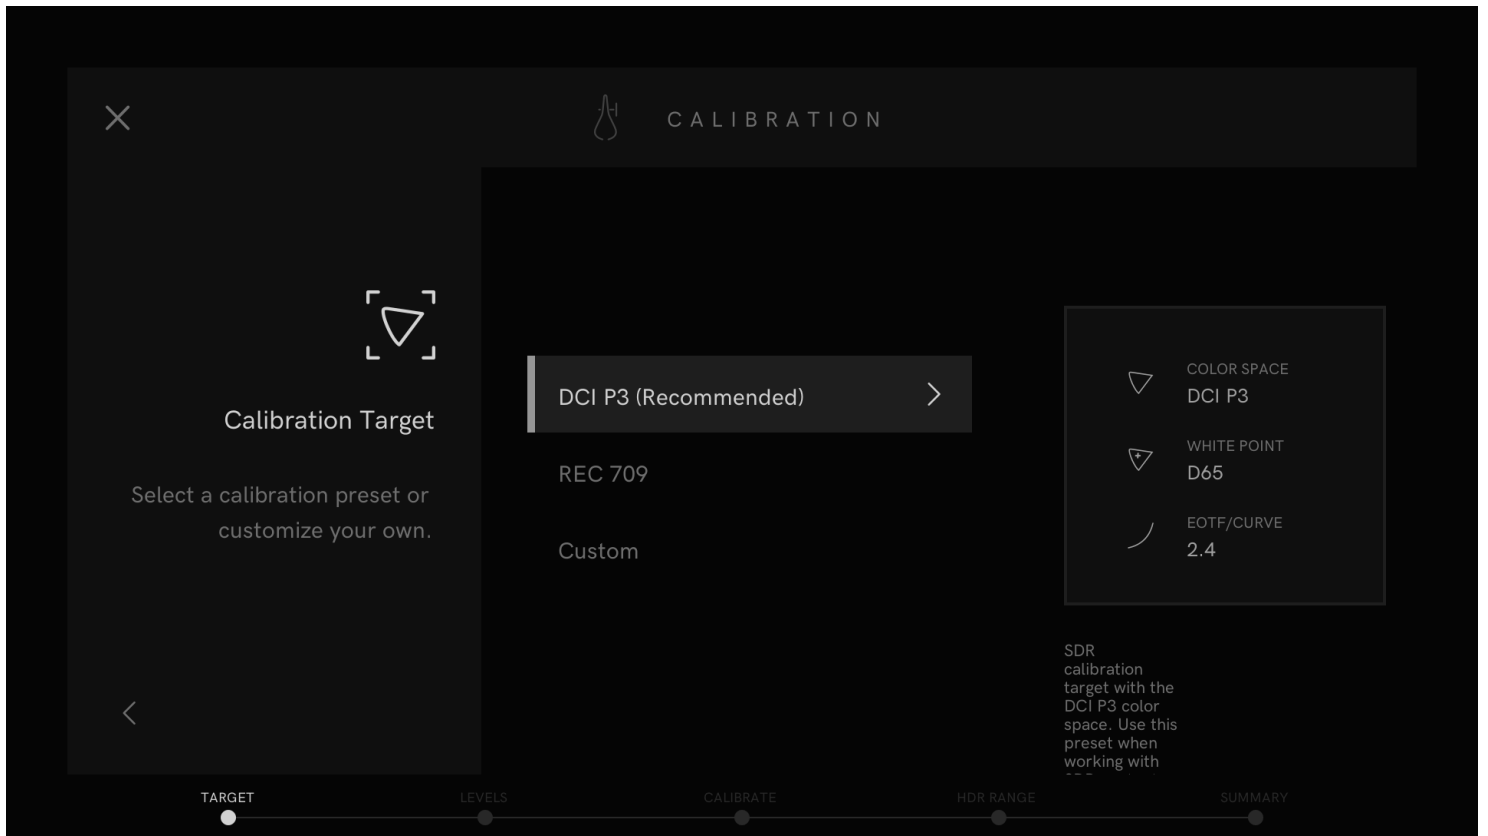 CALIBRATION
Calibration Target
Select a calibration preset or
customize your own.
DCI P3 (Recommended)
REC 709
Custom
COLOR SPACE
DCI P3
WHITE POINT
D65
EOTF/CURVE
2.4
SDR
calibration
target with the
DCI P3 color
space. Use this
preset when
working with
TARGET
LEVELS
CALIBRATE
HDR RANGE
SUMMARY